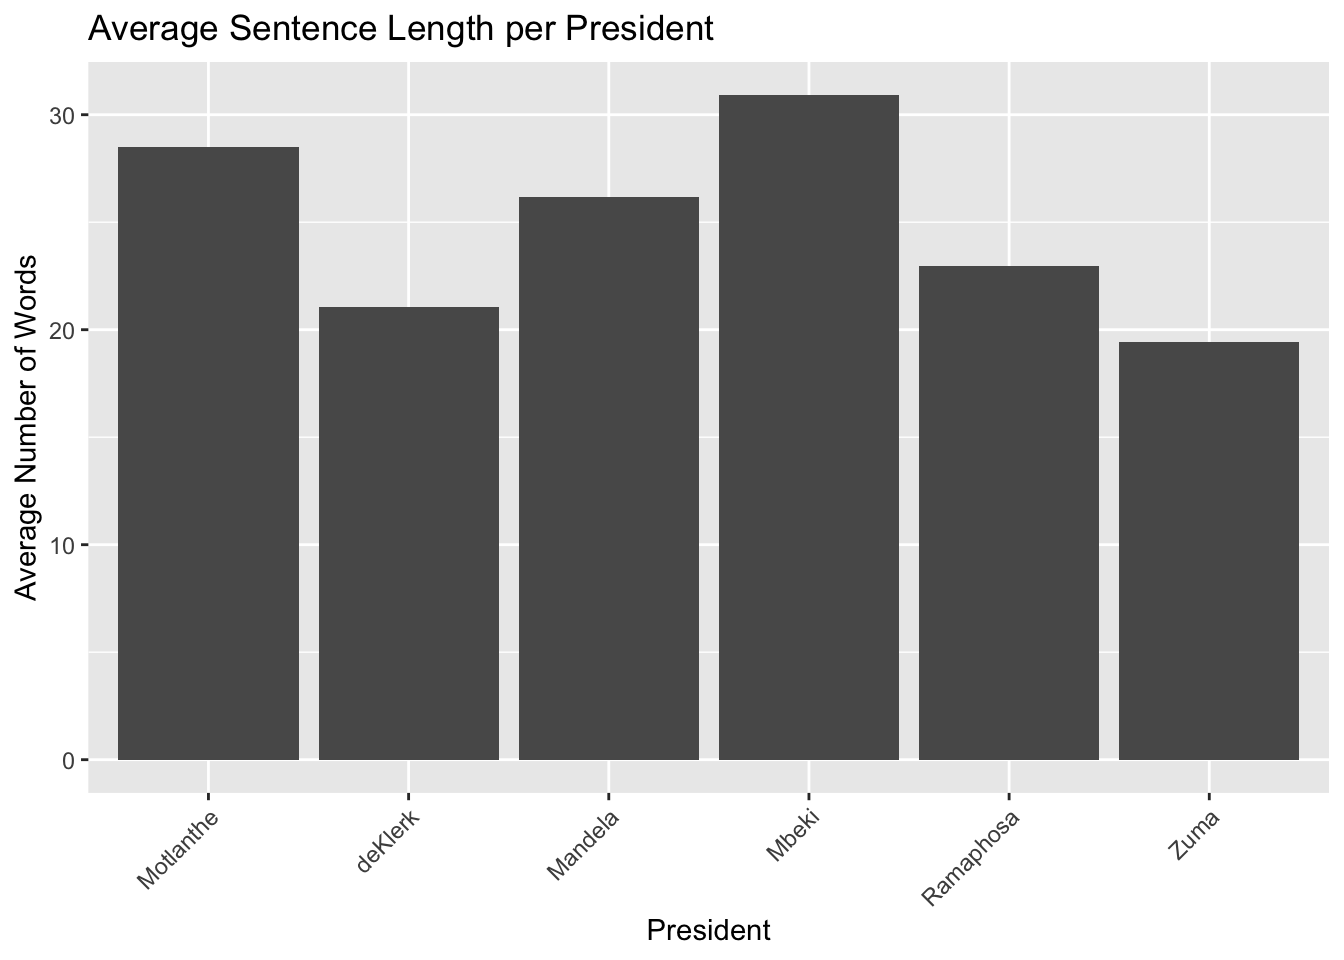 Average Sentence Length per President
Average Number of Words
30
20
10
0
Motlanthe
deKlerk
Mandela
Mbeki
Ramaphosa
Zuma
President